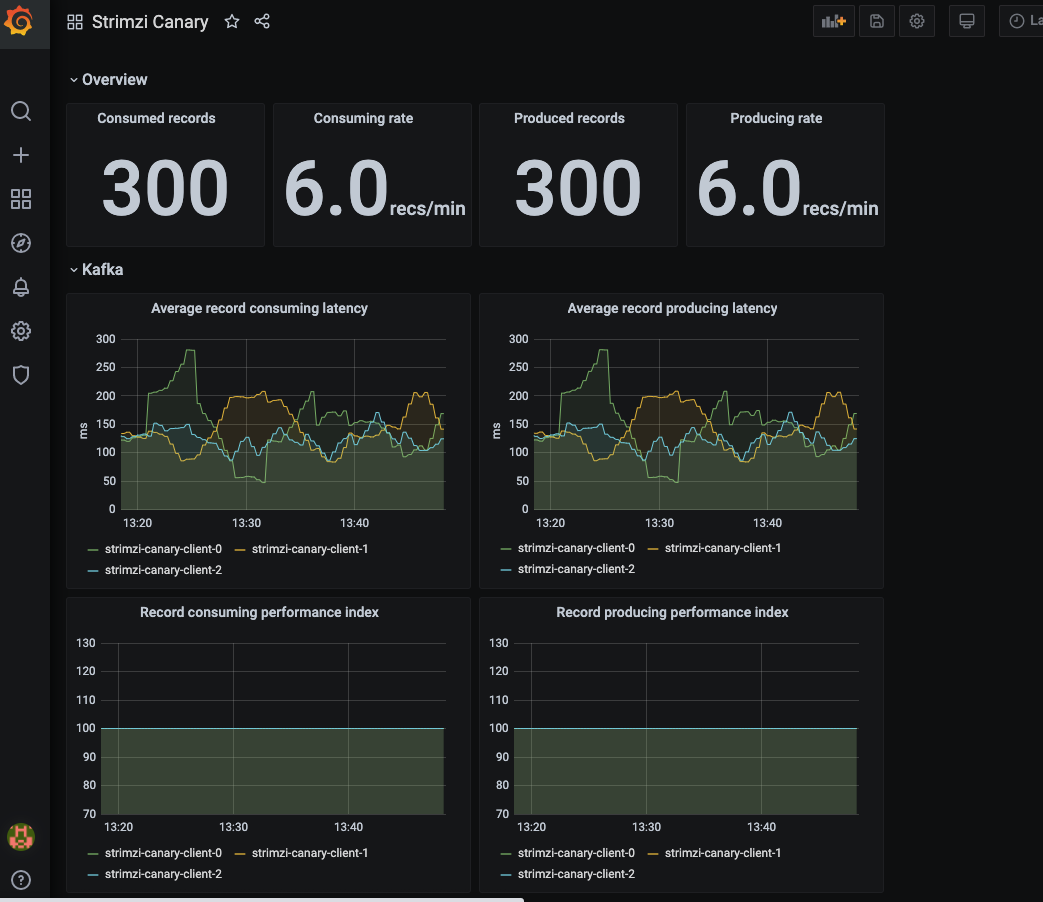 Strimzi Canary
Overview
Consumed records
300
Consuming rate
6.0 recs/min
Produced records
300
Producing rate
6.0 recs/min
Kafka
Average record consuming latency
300
250
200
150
100
50
0
ms
13:20 13:30 13:40
strimzi-canary-client-0 strimzi-canary-client-1
strimzi-canary-client-2
Average record producing latency
300
250
200
150
100
50
0
ms
13:20 13:30 13:40
strimzi-canary-client-0 strimzi-canary-client-1
strimzi-canary-client-2
Record consuming performance index
130
120
110
100
90
80
70
13:20 13:30 13:40
strimzi-canary-client-0 strimzi-canary-client-1
strimzi-canary-client-2
Record producing performance index
130
120
110
100
90
80
70
13:20 13:30 13:40
strimzi-canary-client-0 strimzi-canary-client-1
strimzi-canary-client-2